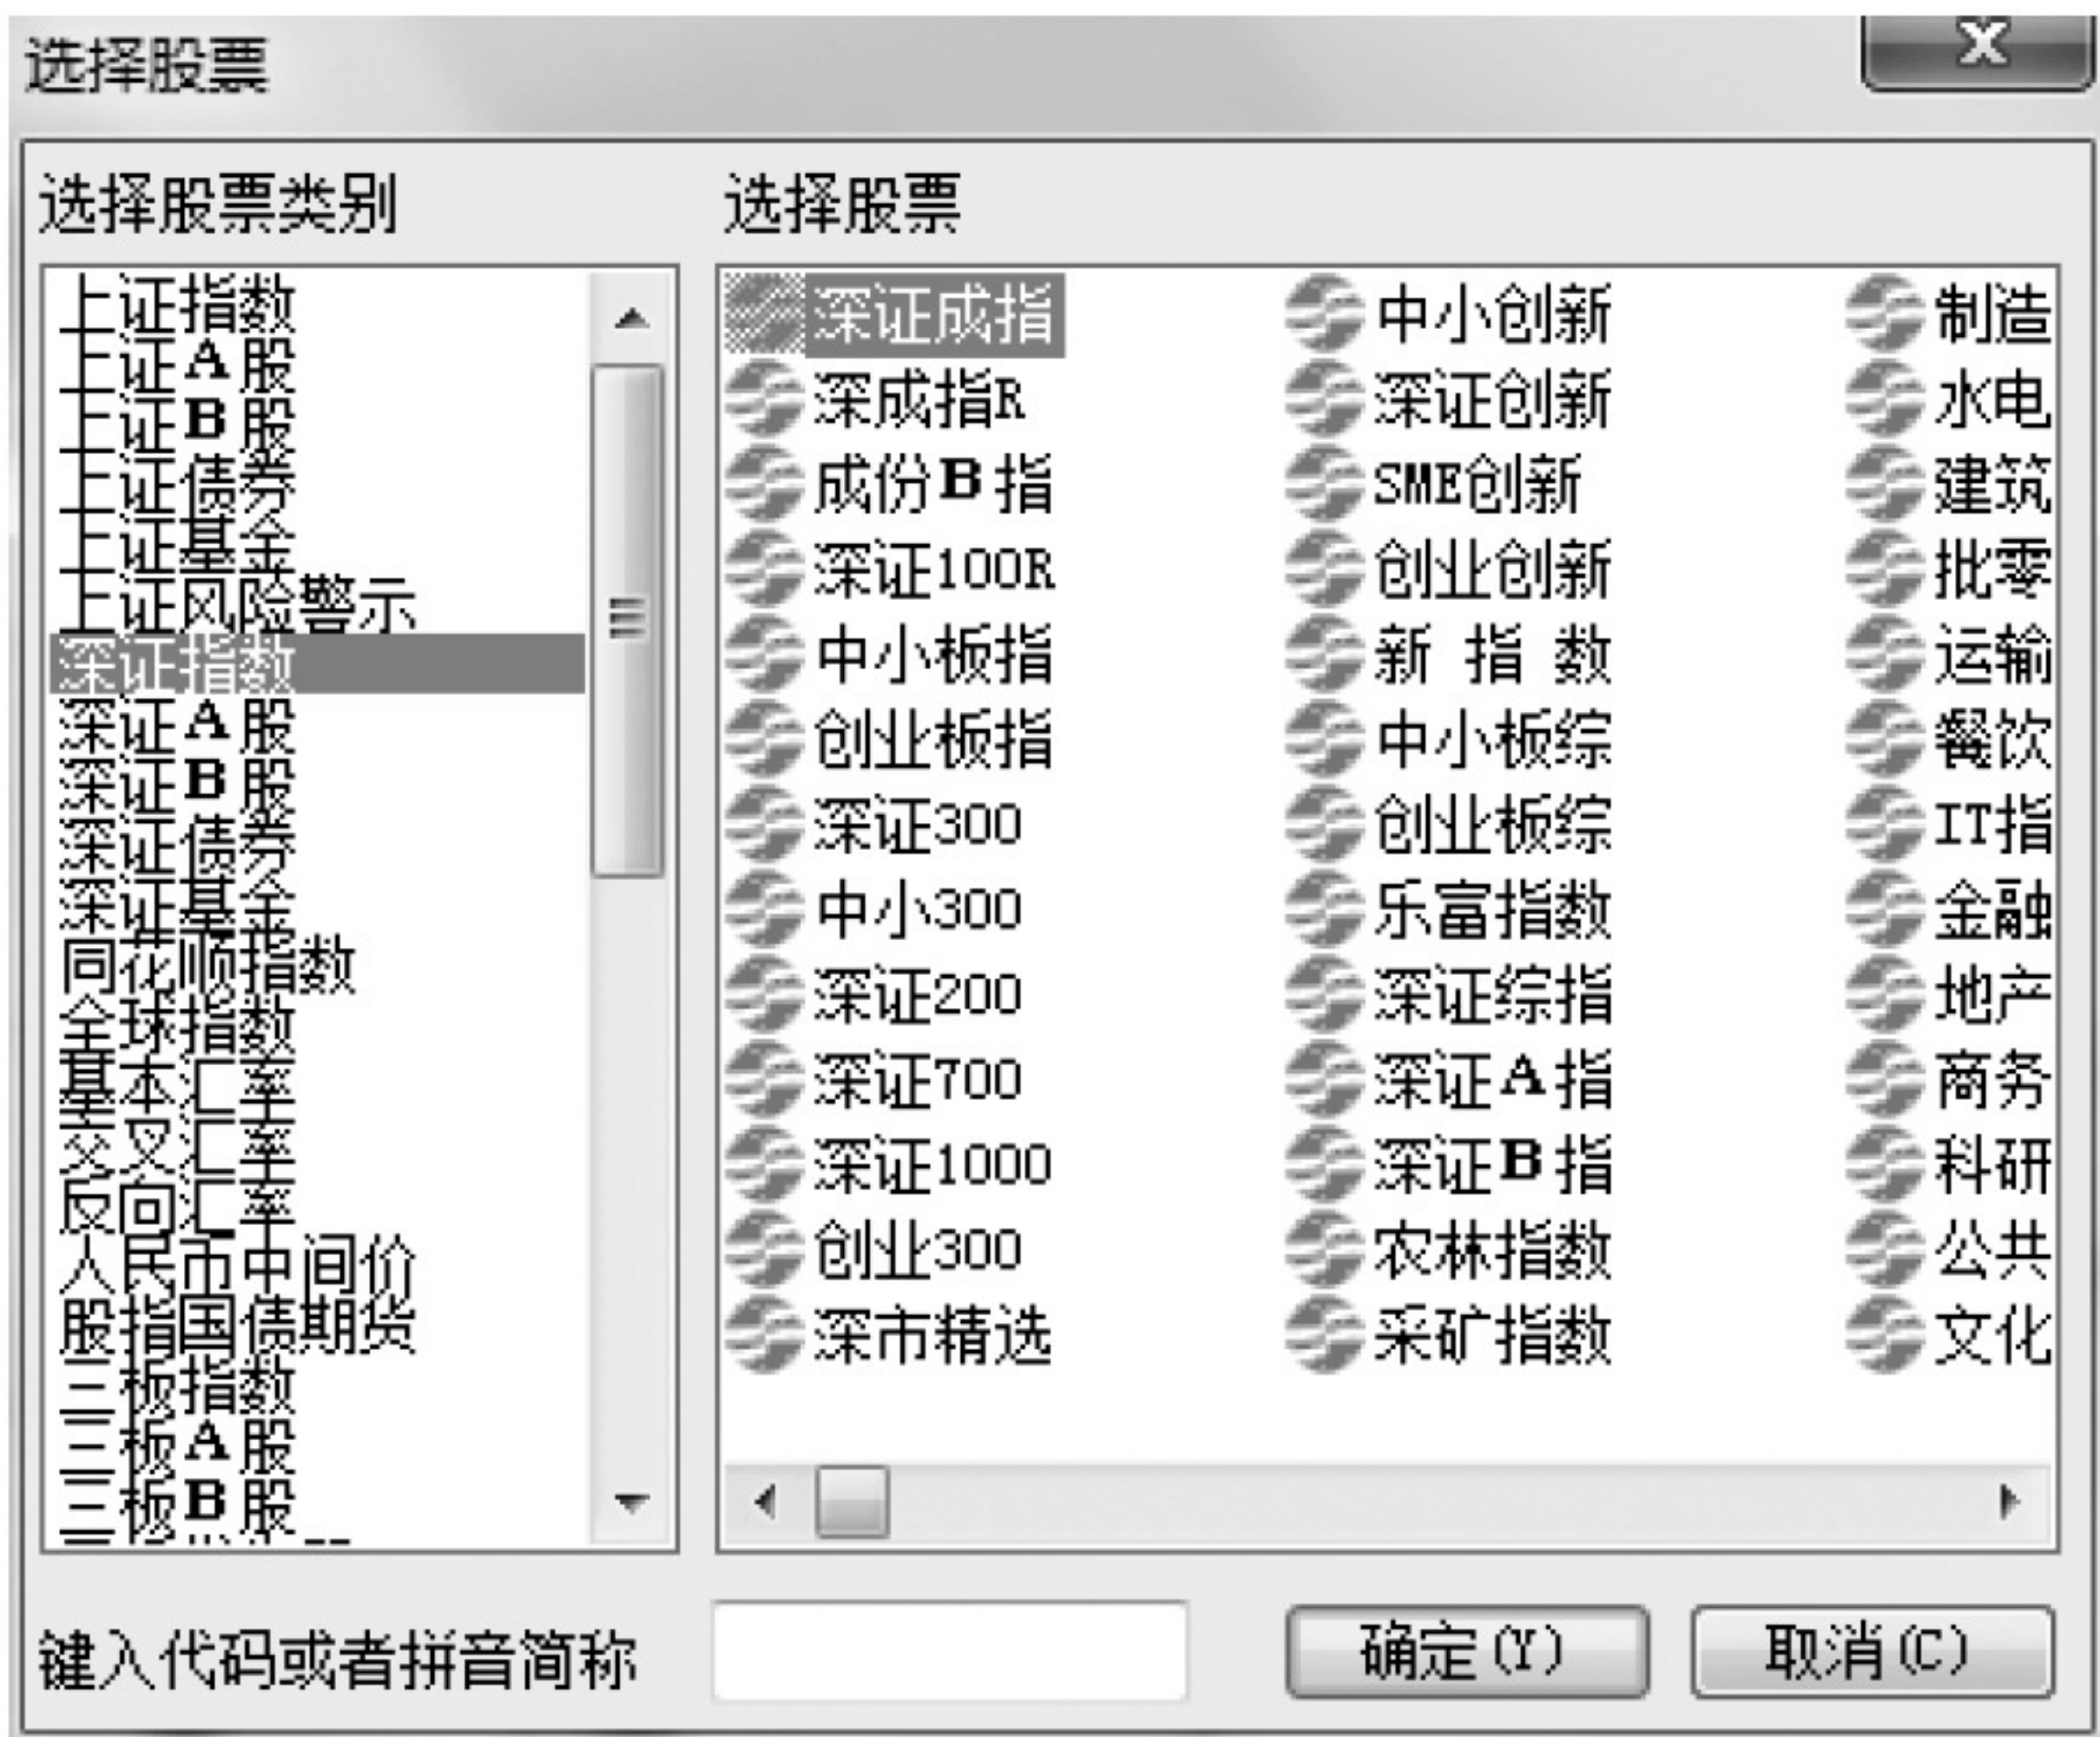 选择股票
选择股票类别
上证指数
上证A股
上证B股
上证债券
上证基金
上证风险警示
深证指数
深证A股
深证B股
深证债券
深证基金
同花顺指数
全球指数
基本汇率
交叉汇率
反向汇率
人民币中间价
股指国债期货
三板指数
三板A股
三板B股
选择股票
深证成指
深成指R
成份B指
深证100R
中小板指
创业板指
深证300
中小300
深证200
深证700
深证1000
创业300
深市精选
中小创新
深证创新
SME创新
创业创新
新 指 数
中小板综
创业板综
乐富指数
深证综指
深证A指
深证B指
农林指数
采矿指数
制造
水电
建筑
批零
运输
餐饮
IT指
金融
地产
商务
科研
公共
文化
键入代码或者拼音简称
确定(Y)
取消(C)